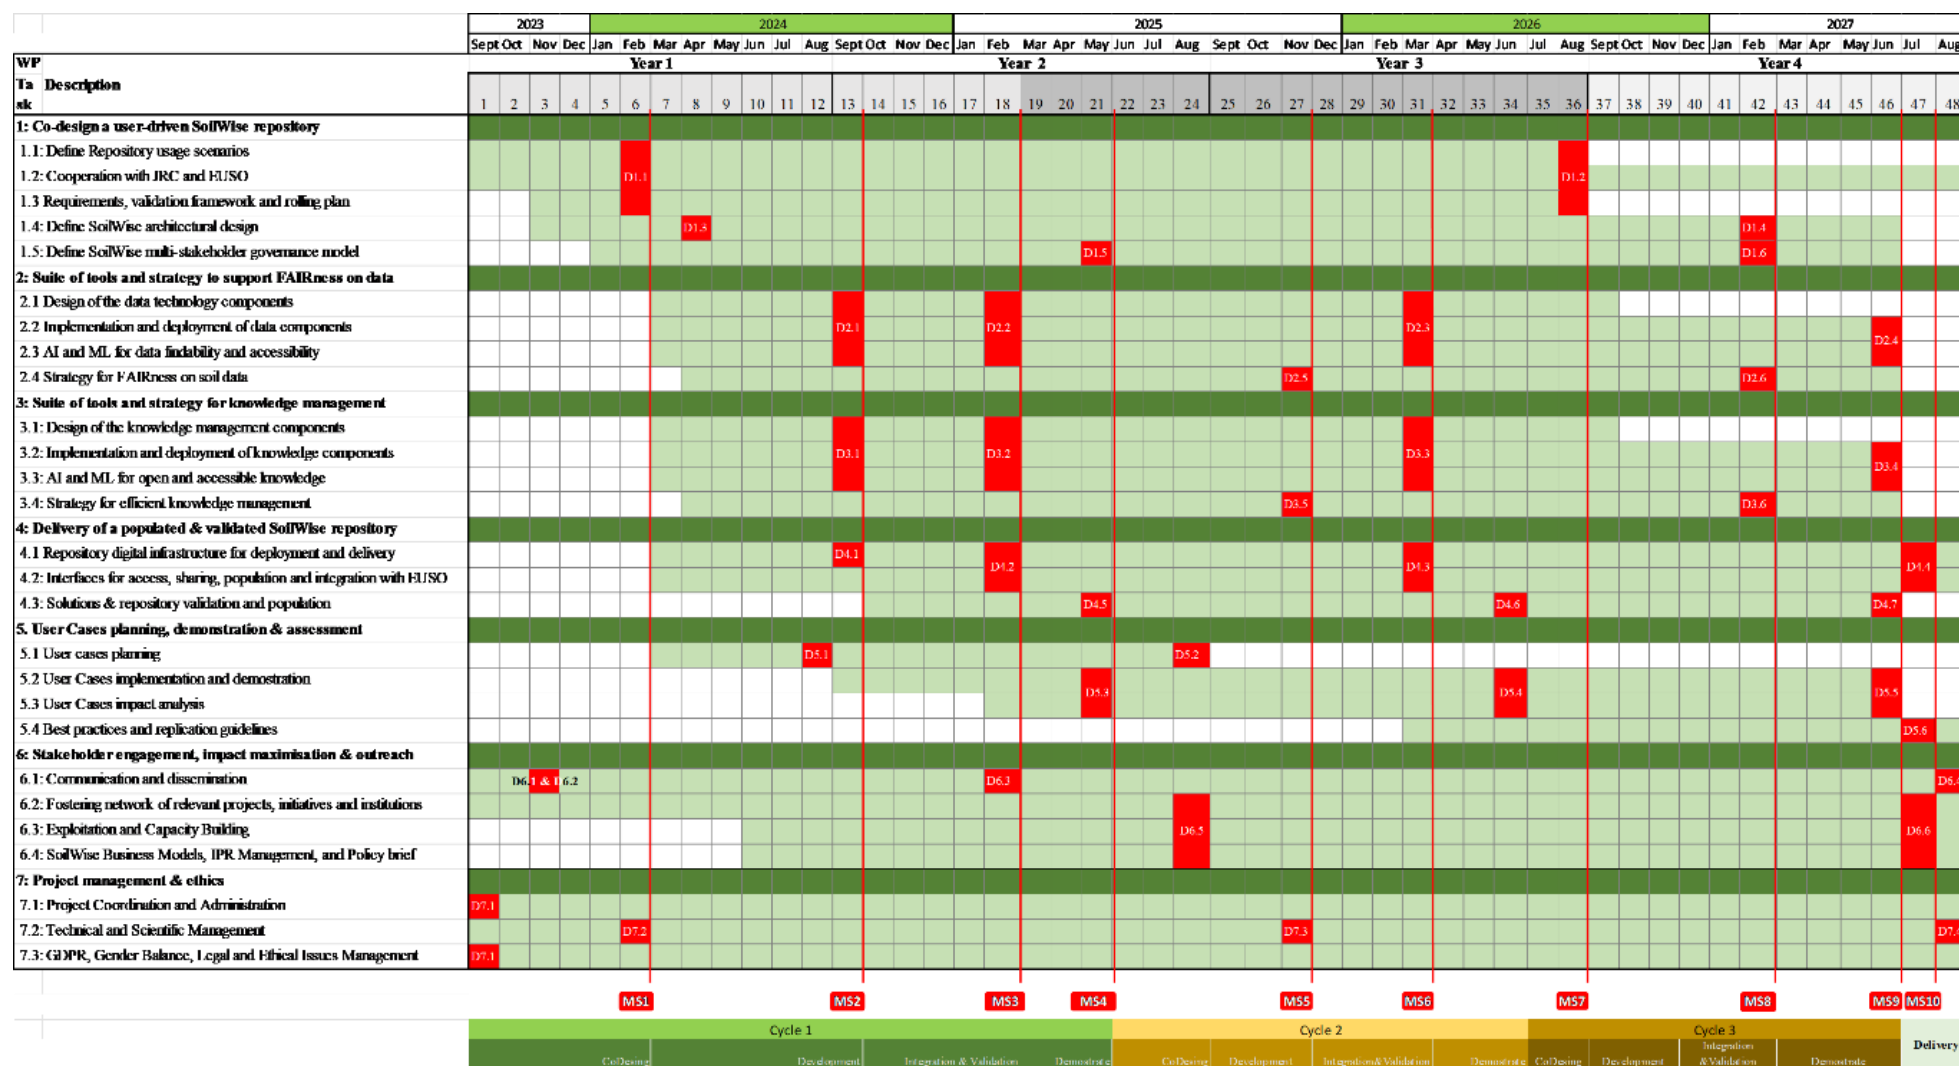 2023 2024 2025 2026 2027
Sept Oct Nov Dec Jan Feb Mar Apr May Jun Jul Aug Sept Oct Nov Dec Jan Feb Mar Apr May Jun Jul Aug Sept Oct Nov Dec Jan Feb Mar Apr May Jun Jul Aug Sept Oct Nov Dec Jan Feb Mar Apr May Jun Jul Aug
WP Year 1 Year 2 Year 3 Year 4
Ta Description
sk 1 2 3 4 5 6 7 8 9 10 11 12 13 14 15 16 17 18 19 20 21 22 23 24 25 26 27 28 29 30 31 32 33 34 35 36 37 38 39 40 41 42 43 44 45 46 47 48
1: Co-design a user-driven SoilWise repository
1.1: Define Repository usage scenarios
1.2: Cooperation with JRC and EUSO D1.1 D1.2
1.3 Requirements, validation framework and rolling plan
1.4: Define SoilWise architectural design D1.3 D1.4
1.5: Define SoilWise multi-stakeholder governance model D1.5 D1.6
2: Suite of tools and strategy to support FAIRness on data
2.1 Design of the data technology components
2.2 Implementation and deployment of data components D2.1 D2.2 D2.3 D2.4
2.3 AI and ML for data findability and accessibility
2.4 Strategy for FAIRness on soil data D2.5 D2.6
3: Suite of tools and strategy for knowledge management
3.1: Design of the knowledge management components
3.2: Implementation and deployment of knowledge components D3.1 D3.2 D3.3 D3.4
3.3: AI and ML for open and accessible knowledge
3.4: Strategy for efficient knowledge management D3.5 D3.6
4: Delivery of a populated & validated SoilWise repository
4.1 Repository digital infrastructure for deployment and delivery D4.1
4.2: Interfaces for access, sharing, population and integration with EUSO D4.2 D4.3 D4.4
4.3: Solutions & repository validation and population D4.5 D4.6 D4.7
5. User Cases planning, demonstration & assessment
5.1 User cases planning D5.1 D5.2
5.2 User Cases implementation and demostration
5.3 User Cases impact analysis D5.3 D5.4 D5.5
5.4 Best practices and replication guidelines D5.6
6: Stakeholder engagement, impact maximisation & outreach
6.1: Communication and dissemination D6.1 & D6.2 D6.3 D6.4
6.2: Fostering network of relevant projects, initiatives and institutions
6.3: Exploitation and Capacity Building D6.5 D6.6
6.4: SoilWise Business Models, IPR Management, and Policy brief
7: Project management & ethics
7.1: Project Coordination and Administration D7.1
7.2: Technical and Scientific Management D7.2 D7.3 D7.4
7.3: GDPR, Gender Balance, Legal and Ethical Issues Management D7.1
MS1 MS2 MS3 MS4 MS5 MS6 MS7 MS8 MS9 MS10
Cycle 1 Cycle 2 Cycle 3 Delivery
CoDesing Development Integration & Validation Demostrate CoDesing Development Integration&Validation Demostrate CoDesing Development Integration & Validation Demostrate